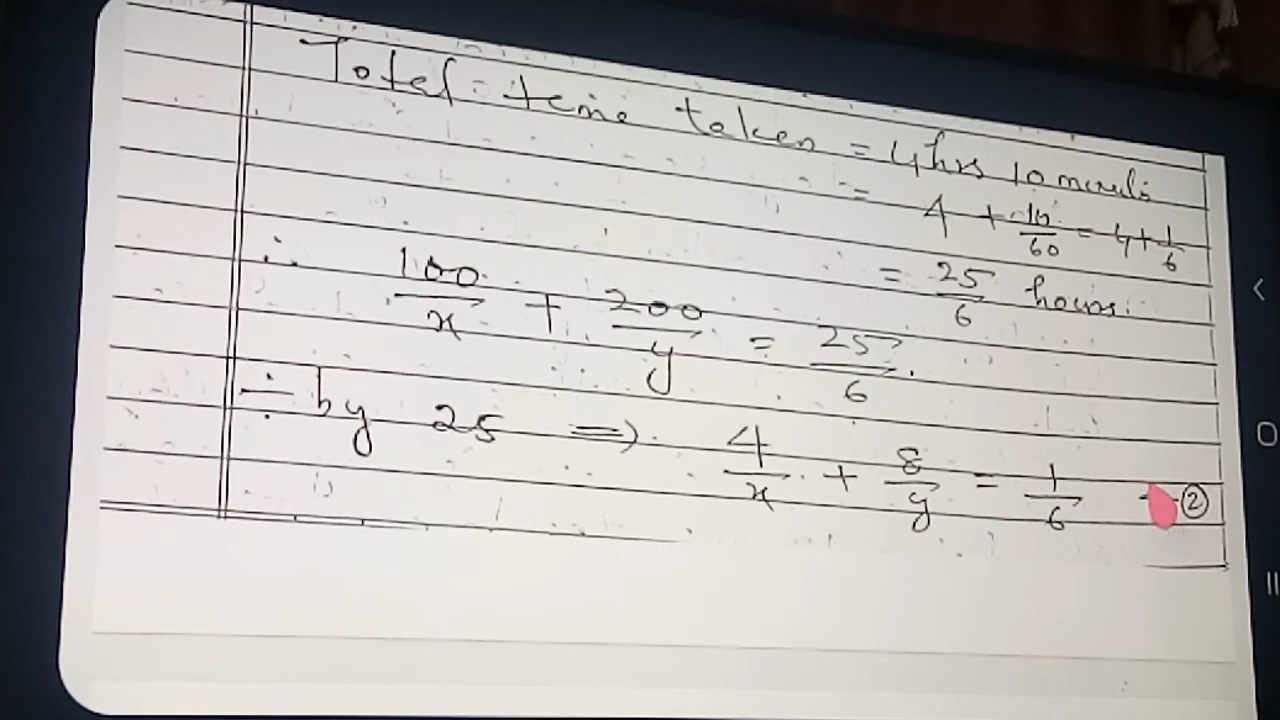 Total time taken = 4hrs 10 minuts
= 4 + 10/60 = 4 + 1/6
= 25/6 hours.
∴ 100/x + 200/y = 25/6.
÷ by 25 ⇒ 4/x + 8/y = 1/6 - ②